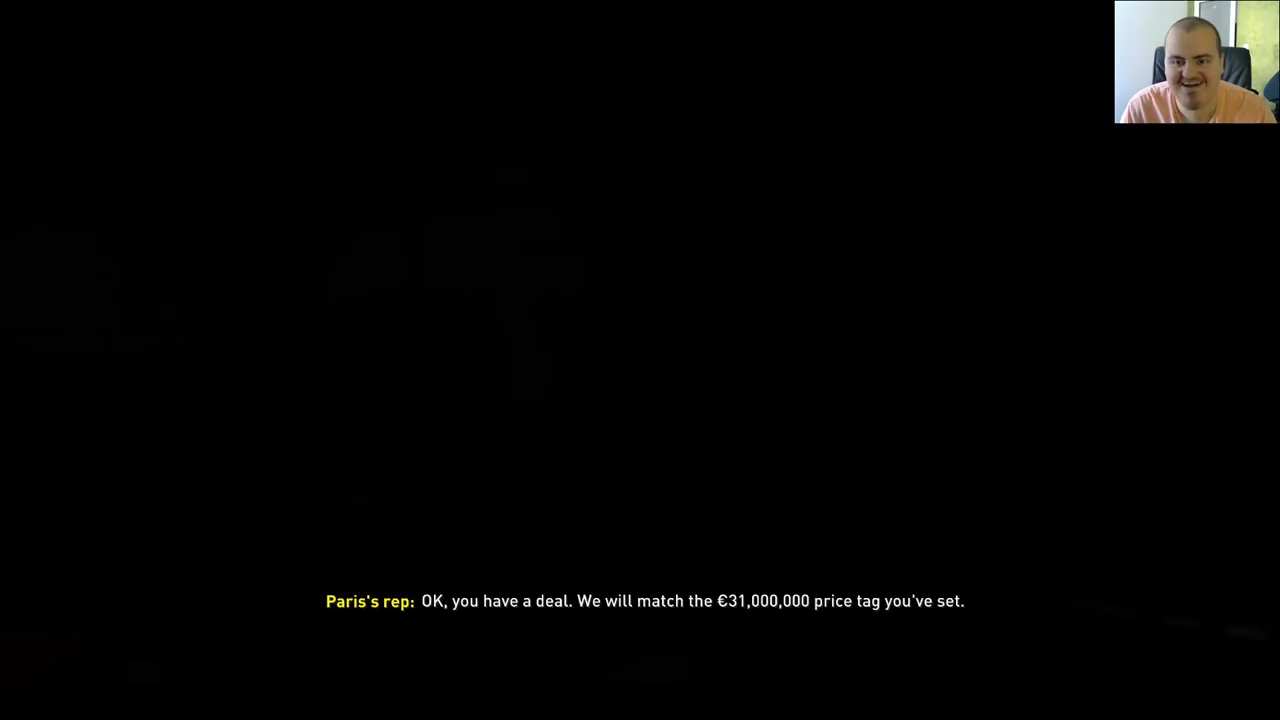 Paris's rep: OK, you have a deal. We will match the €31,000,000 price tag you've set.